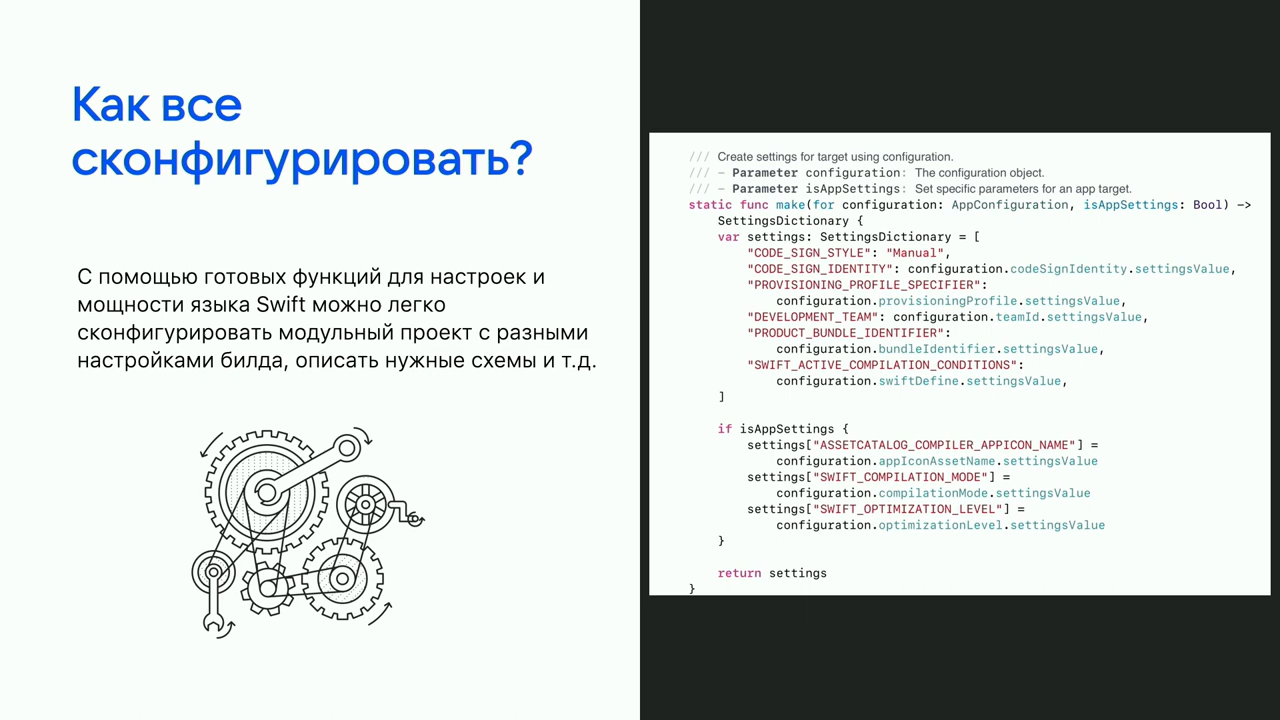 Как все
сконфигурировать?
С помощью готовых функций для настроек и
мощности языка Swift можно легко
сконфигурировать модульный проект с разными
настройками билда, описать нужные схемы и т.д.
/// Create settings for target using configuration.
/// - Parameter configuration: The configuration object.
/// - Parameter isAppSettings: Set specific parameters for an app target.
static func make(for configuration: AppConfiguration, isAppSettings: Bool) ->
    SettingsDictionary {
    var settings: SettingsDictionary = [
        "CODE_SIGN_STYLE": "Manual",
        "CODE_SIGN_IDENTITY": configuration.codeSignIdentity.settingsValue,
        "PROVISIONING_PROFILE_SPECIFIER":
            configuration.provisioningProfile.settingsValue,
        "DEVELOPMENT_TEAM": configuration.teamId.settingsValue,
        "PRODUCT_BUNDLE_IDENTIFIER":
            configuration.bundleIdentifier.settingsValue,
        "SWIFT_ACTIVE_COMPILATION_CONDITIONS":
            configuration.swiftDefine.settingsValue,
    ]
    if isAppSettings {
        settings["ASSETCATALOG_COMPILER_APPICON_NAME"] =
            configuration.appIconAssetName.settingsValue
        settings["SWIFT_COMPILATION_MODE"] =
            configuration.compilationMode.settingsValue
        settings["SWIFT_OPTIMIZATION_LEVEL"] =
            configuration.optimizationLevel.settingsValue
    }
    return settings
}